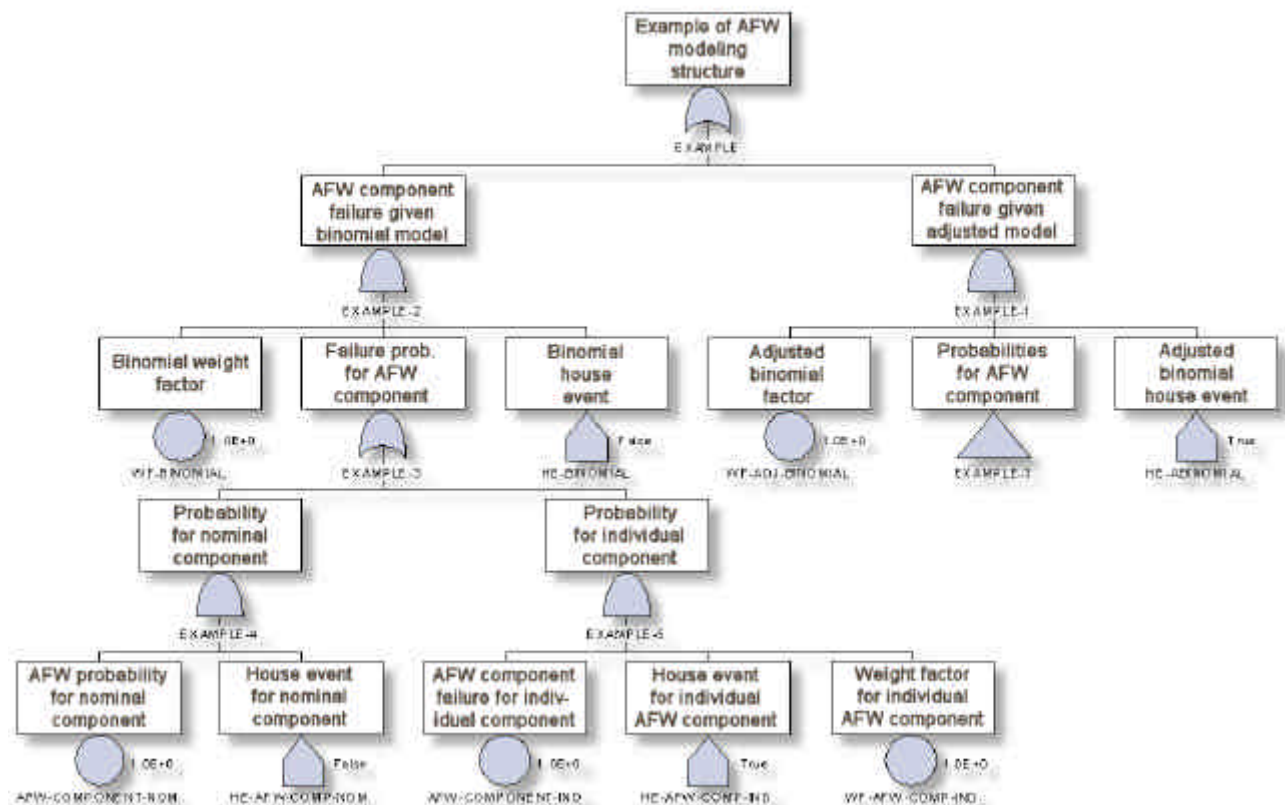 Example of AFW
modeling
structure
EXAMPLE
AFW component
failure given
binomial model
EXAMPLE-2
AFW component
failure given
adjusted model
EXAMPLE-1
Binomial weight
factor
1.0E+0
WF-BINOMIAL
Failure prob.
for AFW
component
EXAMPLE-3
Binomial
house
event
False
HE-BINOMIAL
Adjusted
binomial
factor
1.0E+0
WF-ADJ-BINOMIAL
Probabilities
for AFW
component
Adjusted
binomial
house event
True
HE-ABINOMIAL
Probability
for nominal
component
EXAMPLE-4
Probability
for individual
component
EXAMPLE-5
AFW probability
for nominal
component
1.0E+0
AFW-COMPONENT-NOM...
House event
for nominal
component
False
HE-AFW-COMP-NOM...
AFW component
failure for indiv-
idual component
1.0E+0
AFW-COMPONENT-IND...
House event
for individual
AFW component
True
HE-AFW-COMP-IND...
Weight factor
for individual
AFW component
1.0E+0
WF-AFW-COMP-IND...